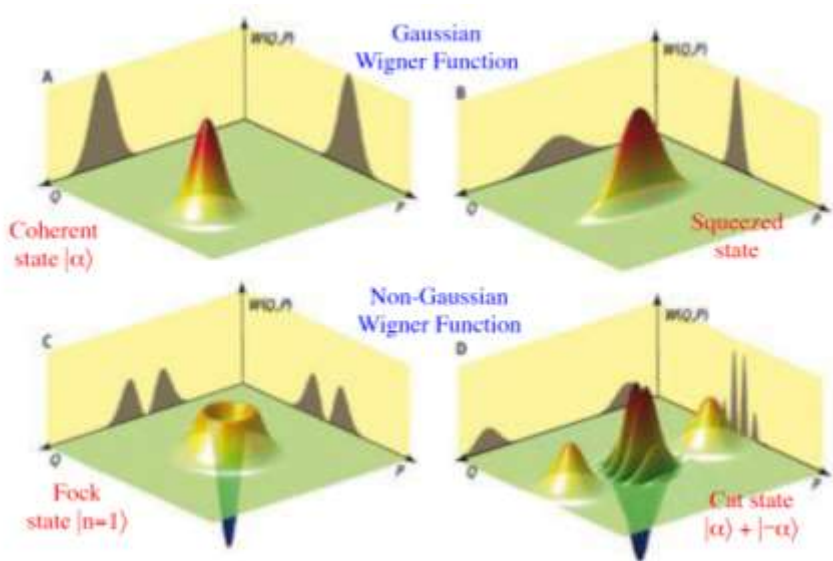 Gaussian
Wigner Function
A
W(Q,P)
Q
P
Coherent
state |α⟩
B
W(Q,P)
Q
P
Squeezed
state
Non-Gaussian
Wigner Function
C
W(Q,P)
Q
P
Fock
state |n=1⟩
D
W(Q,P)
Q
P
Cat state
|α⟩ + |-α⟩